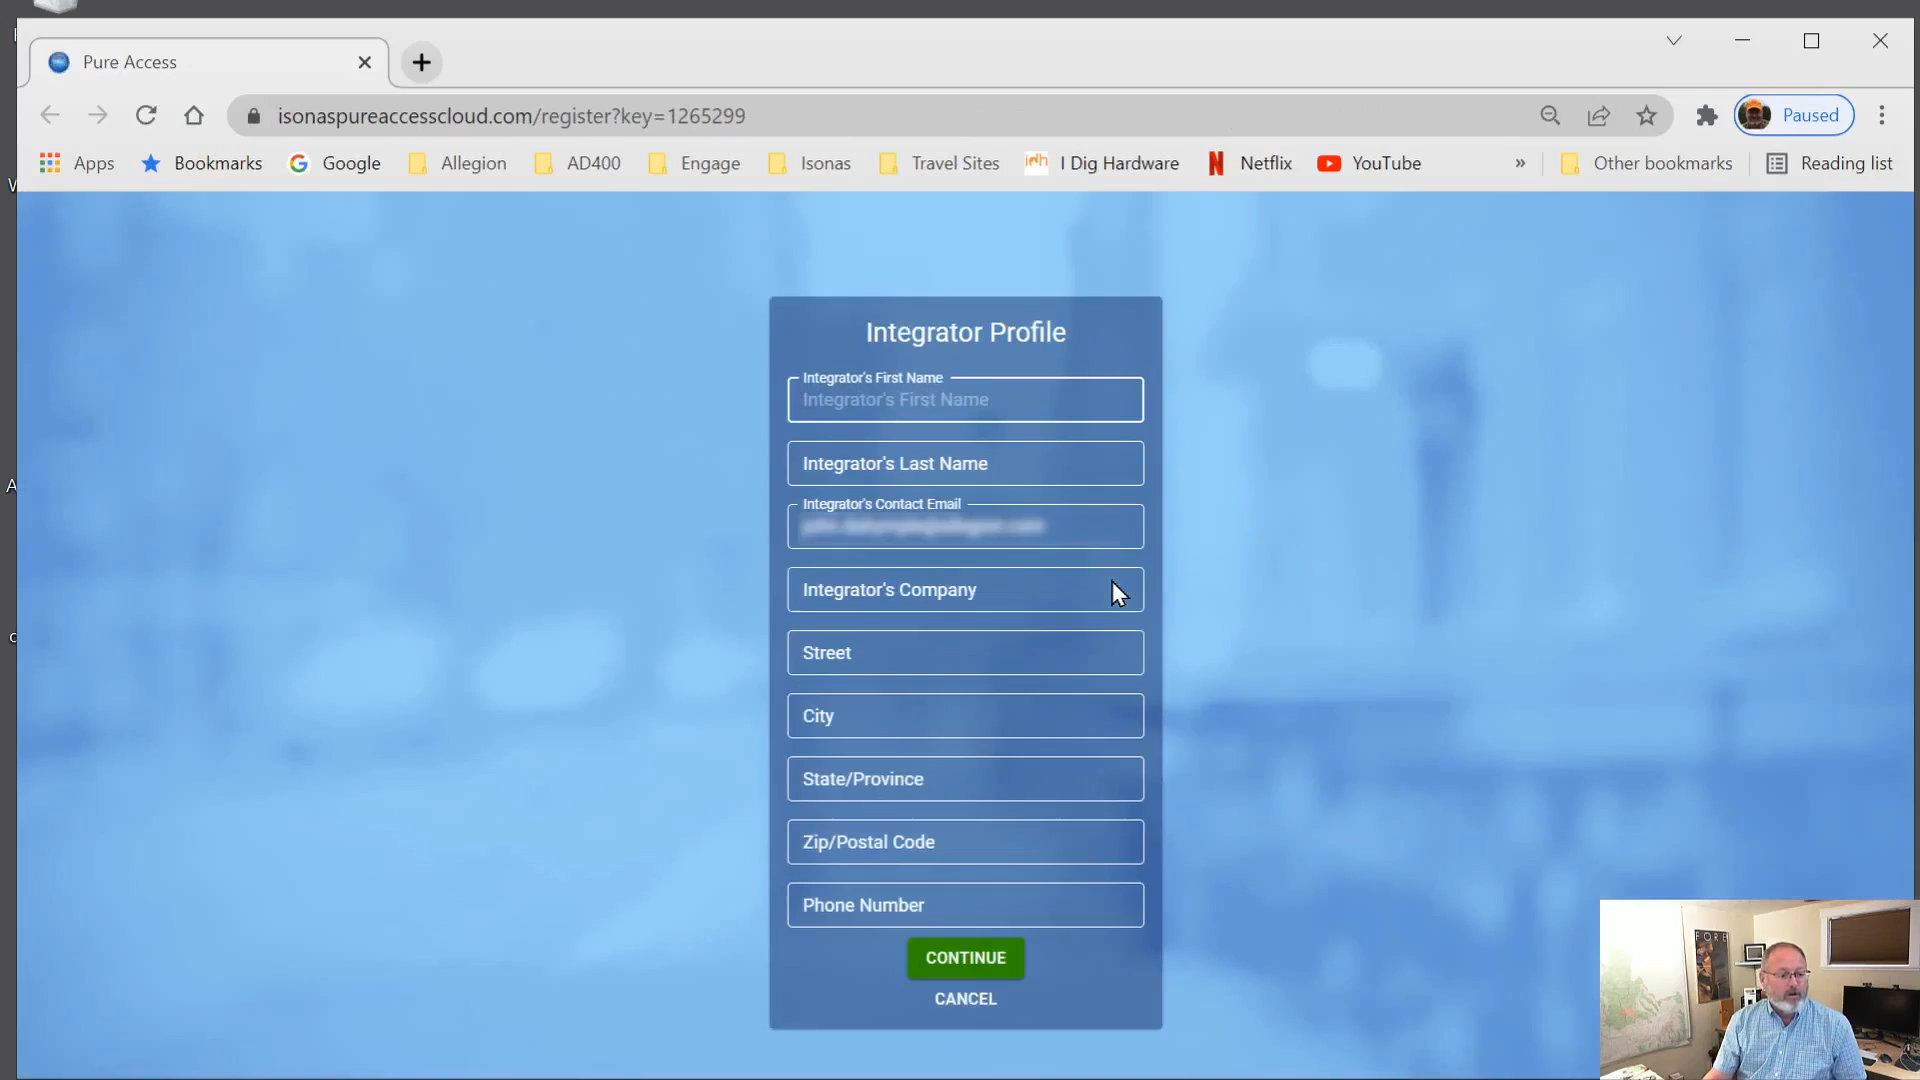 Pure Access
isonaspureaccesscloud.com/register?key=1265299
Paused
Apps Bookmarks Google Allegion AD400 Engage Isonas Travel Sites I Dig Hardware Netflix YouTube » Other bookmarks Reading list
Integrator Profile
Integrator's First Name
Integrator's First Name
Integrator's Last Name
Integrator's Contact Email
Integrator's Company
Street
City
State/Province
Zip/Postal Code
Phone Number
CONTINUE
CANCEL
FORE